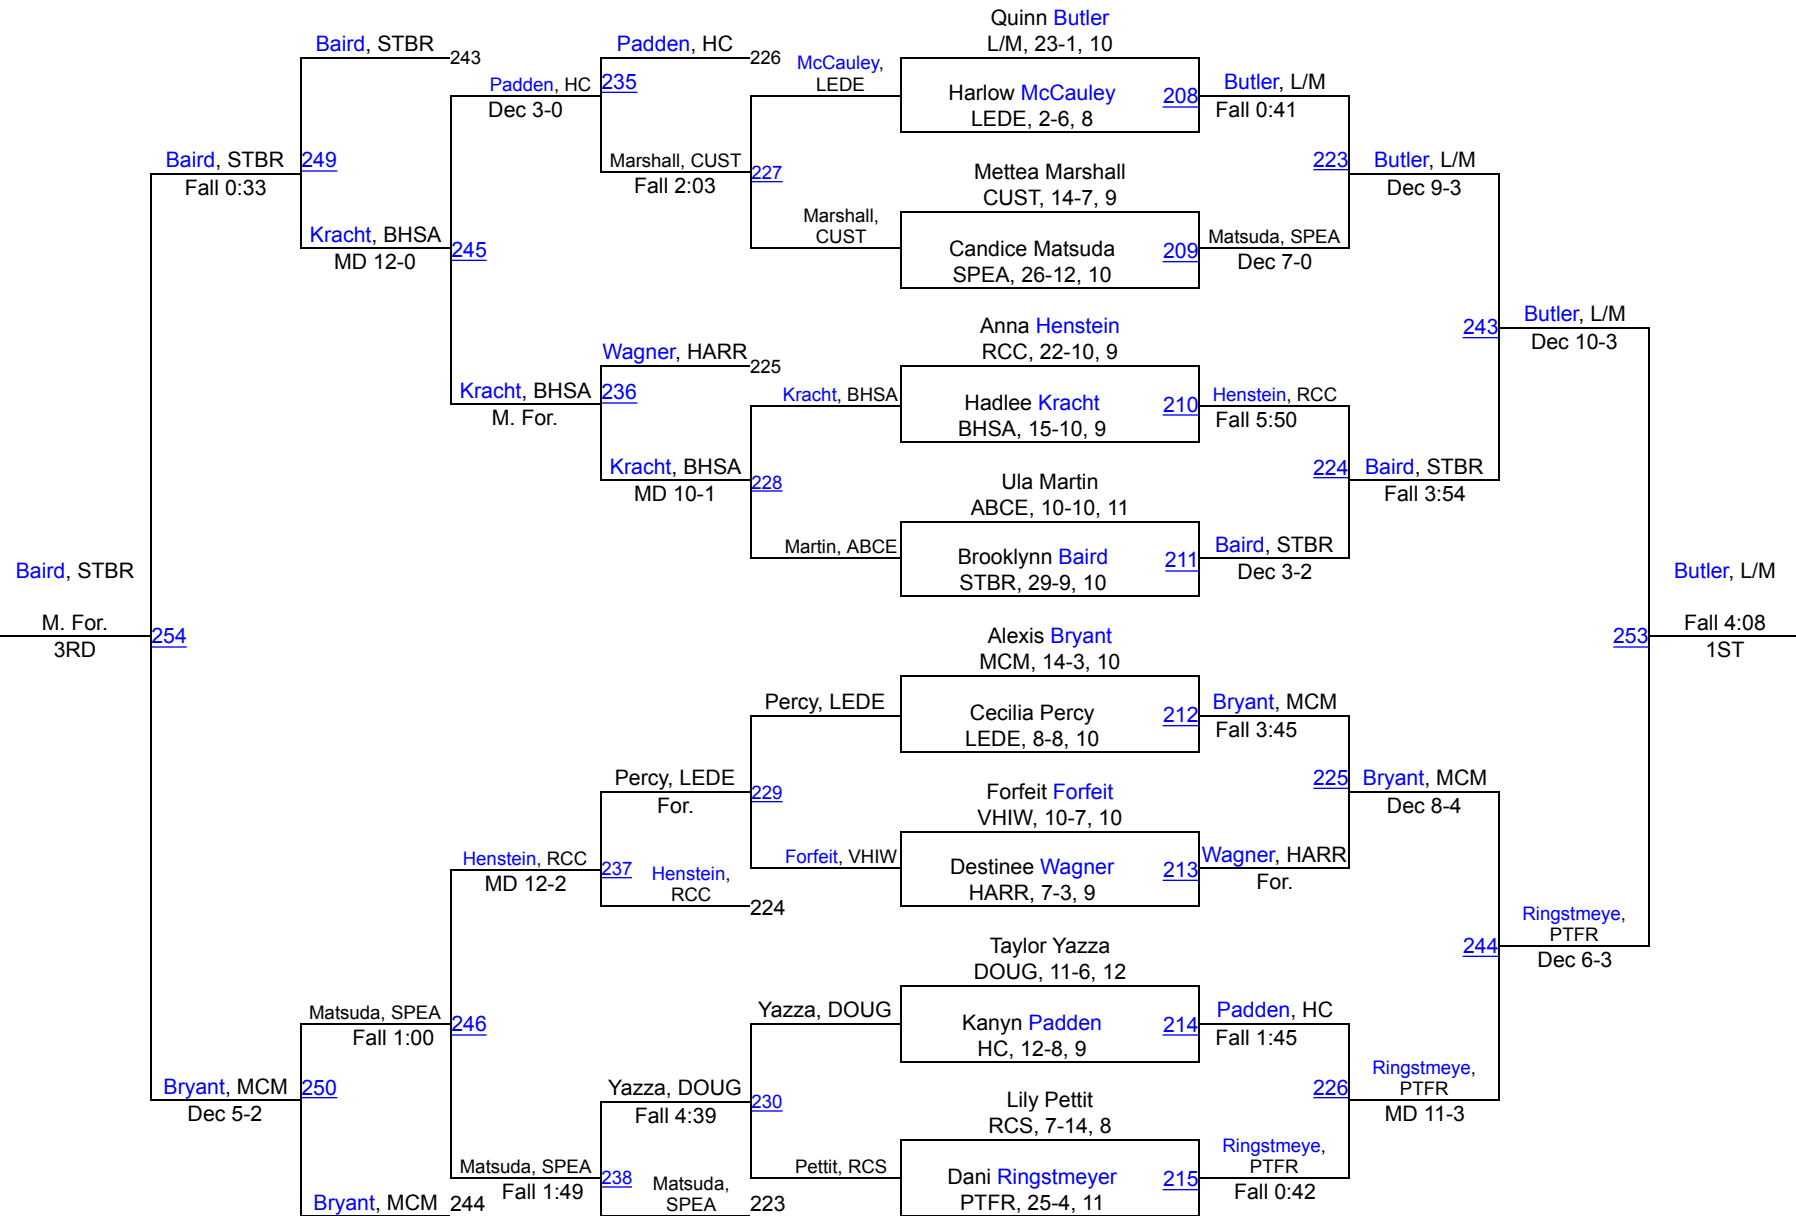 Quinn Butler
L/M, 23-1, 10
Baird, STBR
243
Padden, HC
226
McCauley,
LEDE
Padden, HC
235
Dec 3-0
Harlow McCauley
LEDE, 2-6, 8
208
Butler, L/M
Fall 0:41
Baird, STBR
249
Fall 0:33
Marshall, CUST
227
Fall 2:03
Mettea Marshall
CUST, 14-7, 9
223
Butler, L/M
Dec 9-3
Marshall,
CUST
Kracht, BHSA
245
MD 12-0
Candice Matsuda
SPEA, 26-12, 10
209
Matsuda, SPEA
Dec 7-0
Anna Henstein
RCC, 22-10, 9
243
Butler, L/M
Dec 10-3
Wagner, HARR
225
Kracht, BHSA
236
M. For.
Kracht, BHSA
Hadlee Kracht
BHSA, 15-10, 9
210
Henstein, RCC
Fall 5:50
Kracht, BHSA
228
MD 10-1
Ula Martin
ABCE, 10-10, 11
224
Baird, STBR
Fall 3:54
Martin, ABCE
Brooklynn Baird
STBR, 29-9, 10
211
Baird, STBR
Dec 3-2
Baird, STBR
M. For.
3RD
254
Butler, L/M
253
Fall 4:08
1ST
Alexis Bryant
MCM, 14-3, 10
Percy, LEDE
Cecilia Percy
LEDE, 8-8, 10
212
Bryant, MCM
Fall 3:45
Percy, LEDE
229
For.
Forfeit Forfeit
VHIW, 10-7, 10
225
Bryant, MCM
Dec 8-4
Henstein, RCC
237
MD 12-2
Henstein,
RCC
224
Forfeit, VHIW
Destinee Wagner
HARR, 7-3, 9
213
Wagner, HARR
For.
Taylor Yazza
DOUG, 11-6, 12
244
Ringstmeye,
PTFR
Dec 6-3
Matsuda, SPEA
246
Fall 1:00
Yazza, DOUG
Kanyn Padden
HC, 12-8, 9
214
Padden, HC
Fall 1:45
Bryant, MCM
250
Dec 5-2
Yazza, DOUG
230
Fall 4:39
Lily Pettit
RCS, 7-14, 8
226
Ringstmeye,
PTFR
MD 11-3
Matsuda, SPEA
238
Fall 1:49
Matsuda,
SPEA
223
Pettit, RCS
Dani Ringstmeyer
PTFR, 25-4, 11
215
Ringstmeye,
PTFR
Fall 0:42
Bryant, MCM
244